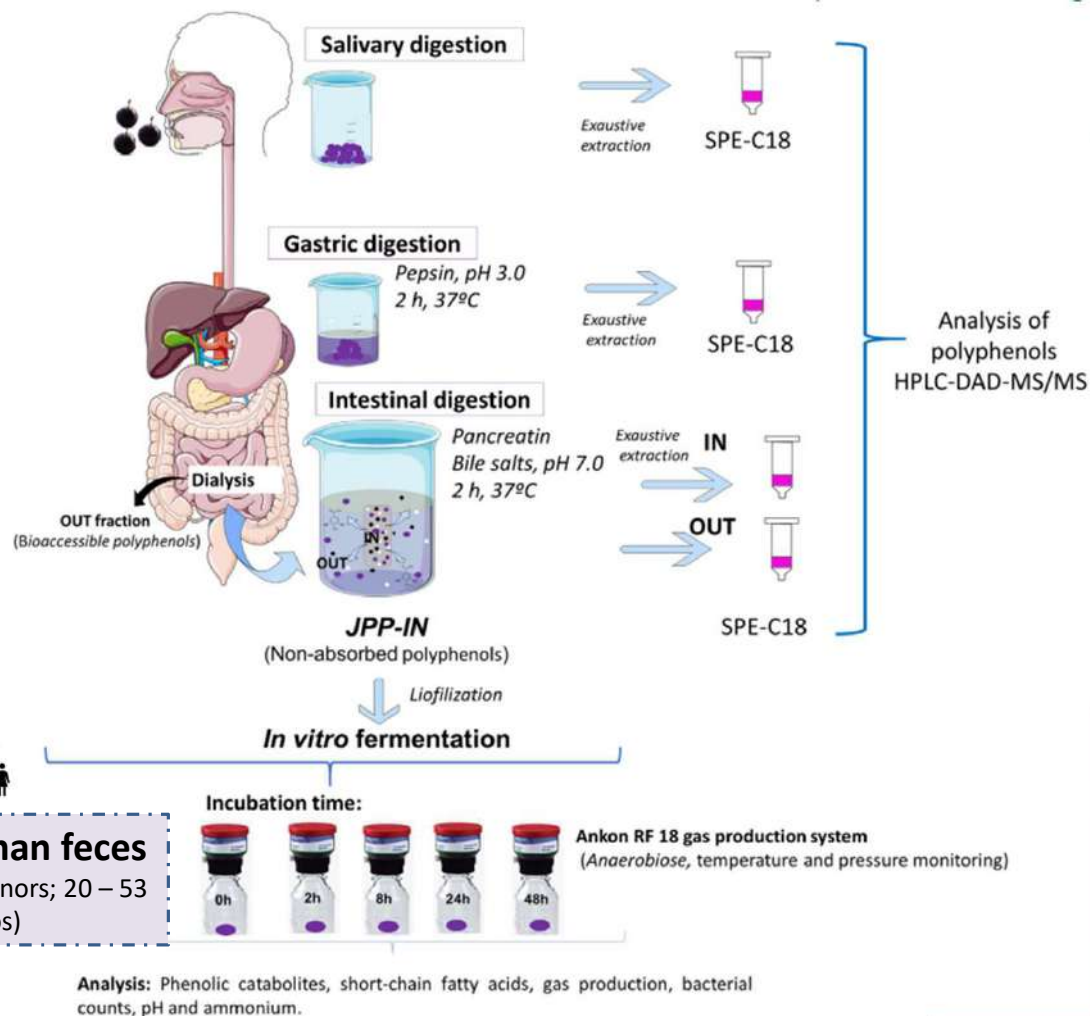 Salivary digestion
Exaustive
extraction
SPE-C18
Gastric digestion
Pepsin, pH 3.0
2 h, 37ºC
Exaustive
extraction
SPE-C18
Analysis of
polyphenols
HPLC-DAD-MS/MS
Intestinal digestion
Pancreatin
Bile salts, pH 7.0
2 h, 37ºC
Exaustive
extraction
IN
OUT
SPE-C18
Dialysis
OUT fraction
(Bioaccessible polyphenols)
IN
OUT
JPP-IN
(Non-absorbed polyphenols)
Liofilization
In vitro fermentation
Incubation time:
0h
2h
8h
24h
48h
Ankon RF 18 gas production system
(Anaerobiose, temperature and pressure monitoring)
feces
20 – 53
Analysis: Phenolic catabolites, short-chain fatty acids, gas production, bacterial
counts, pH and ammonium.